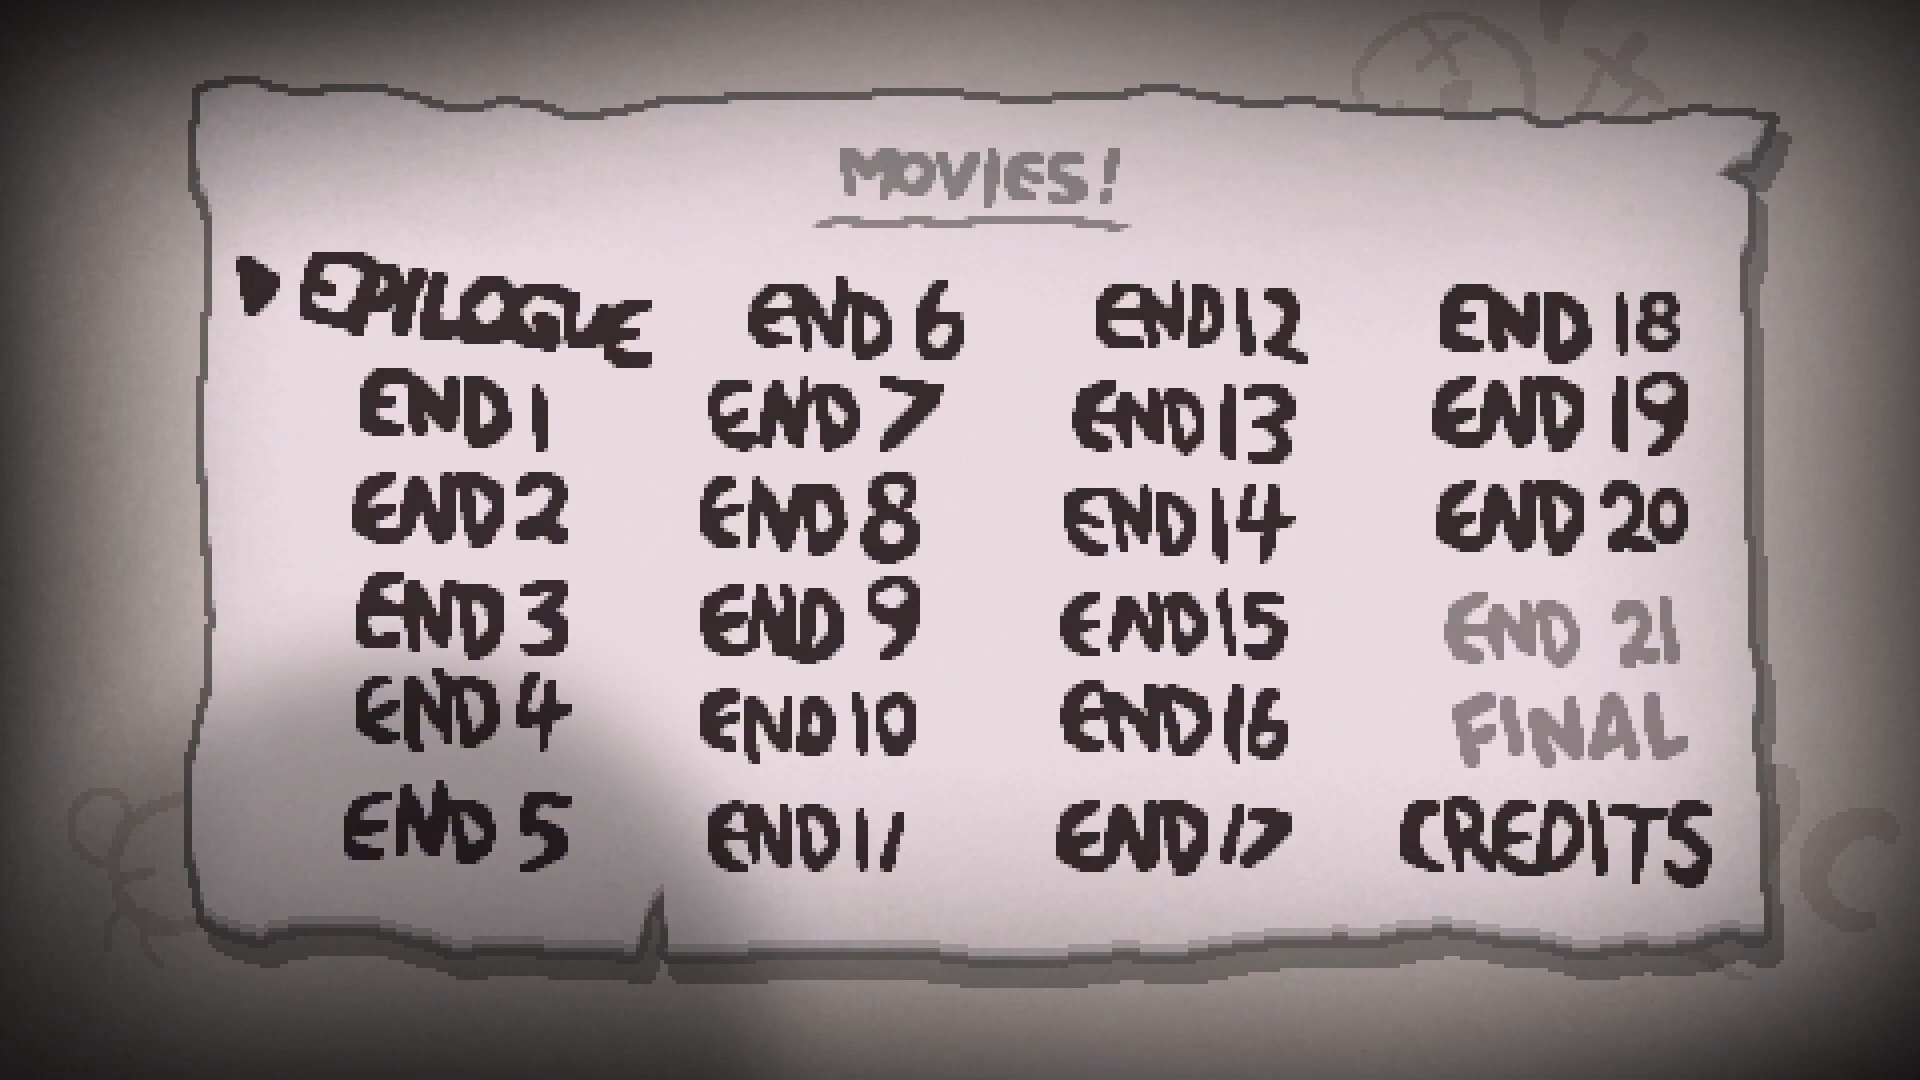 MOVIES!
EPILOGUE
END 1
END 2
END 3
END 4
END 5
END 6
END 7
END 8
END 9
END 10
END 11
END 12
END 13
END 14
END 15
END 16
END 17
END 18
END 19
END 20
END 21
FINAL
CREDITS